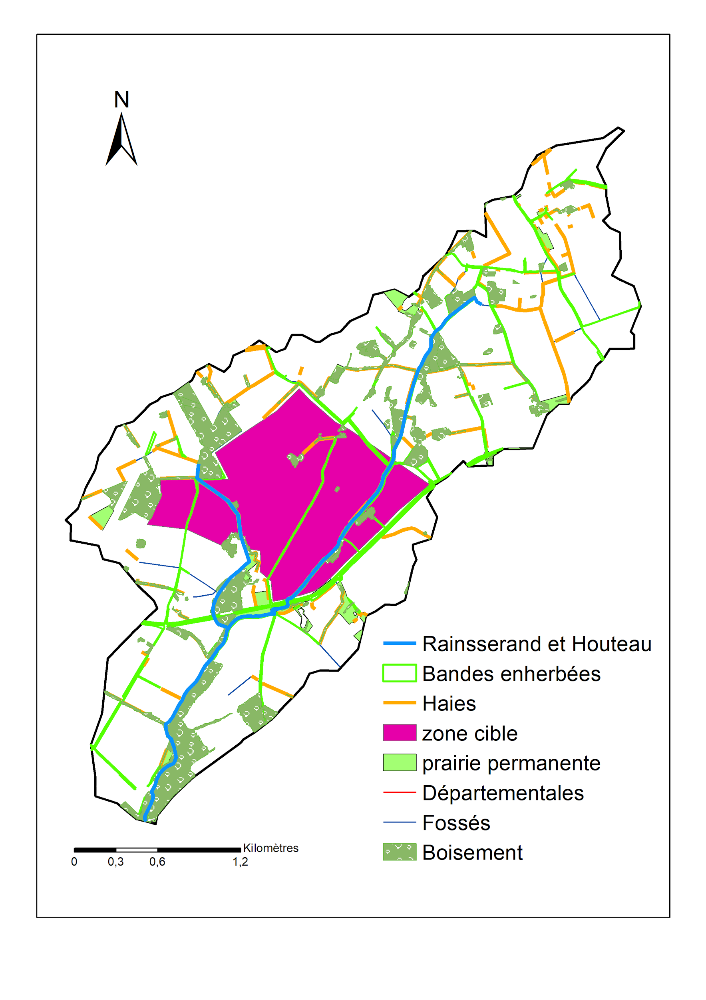 N
Rainsserand et Houteau
Bandes enherbées
Haies
zone cible
prairie permanente
Départementales
Fossés
Boisement
Kilomètres
0 0,3 0,6 1,2